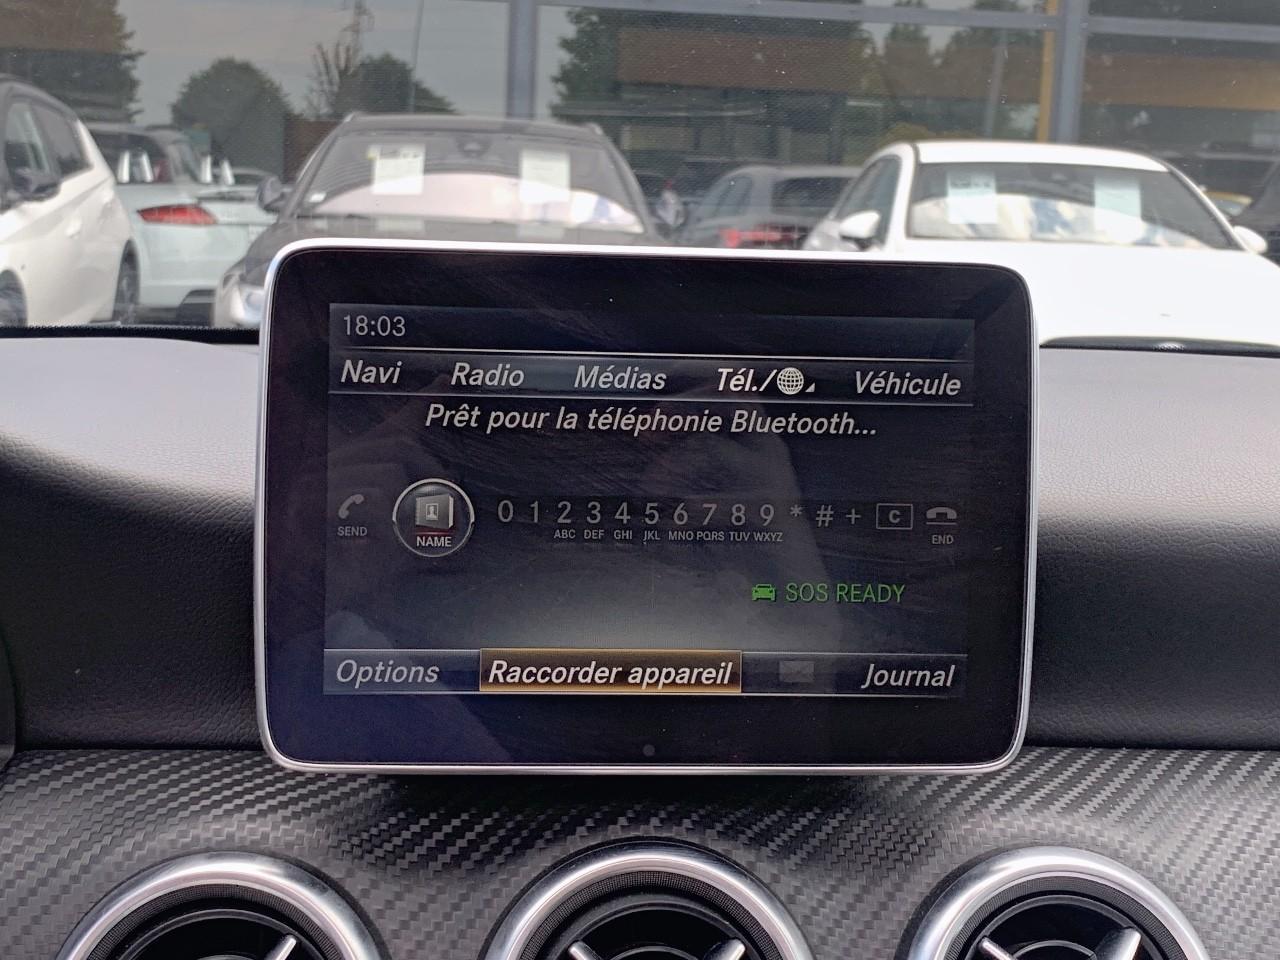 18:03
Navi Radio Médias Tél./ Véhicule
Prêt pour la téléphonie Bluetooth...
0 1 2 3 4 5 6 7 8 9 * # + C
SEND NAME ABC DEF GHI JKL MNO PQRS TUV WXYZ END
SOS READY
Options Raccorder appareil Journal